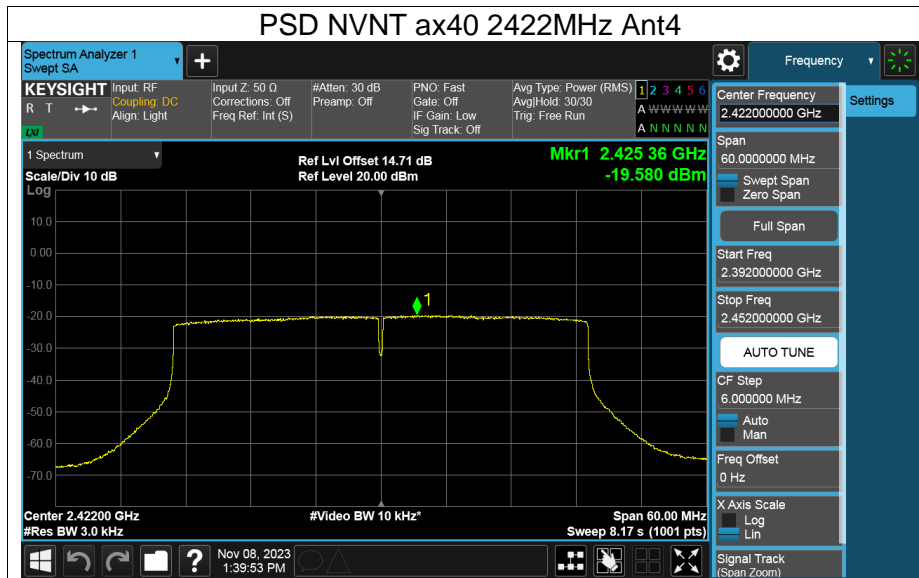 PSD NVNT ax40 2422MHz Ant4
Spectrum Analyzer 1
Swept SA
+
Frequency
KEYSIGHT
R T
LXI
Input: RF
Coupling: DC
Align: Light
Input Z: 50 Ω
Corrections: Off
Freq Ref: Int (S)
#Atten: 30 dB
Preamp: Off
PNO: Fast
Gate: Off
IF Gain: Low
Sig Track: Off
Avg Type: Power (RMS)
Avg|Hold: 30/30
Trig: Free Run
1 2 3 4 5 6
A W W W W W
A N N N N N
1 Spectrum
Scale/Div 10 dB
Ref Lvl Offset 14.71 dB
Ref Level 20.00 dBm
Mkr1 2.425 36 GHz
-19.580 dBm
Log
10.0
0.00
-10.0
-20.0
-30.0
-40.0
-50.0
-60.0
-70.0
1
Center 2.42200 GHz
#Res BW 3.0 kHz
#Video BW 10 kHz*
Span 60.00 MHz
Sweep 8.17 s (1001 pts)
Center Frequency
2.422000000 GHz
Settings
Span
60.0000000 MHz
Swept Span
Zero Span
Full Span
Start Freq
2.392000000 GHz
Stop Freq
2.452000000 GHz
AUTO TUNE
CF Step
6.000000 MHz
Auto
Man
Freq Offset
0 Hz
X Axis Scale
Log
Lin
Signal Track
(Span Zoom)
?
Nov 08, 2023
1:39:53 PM